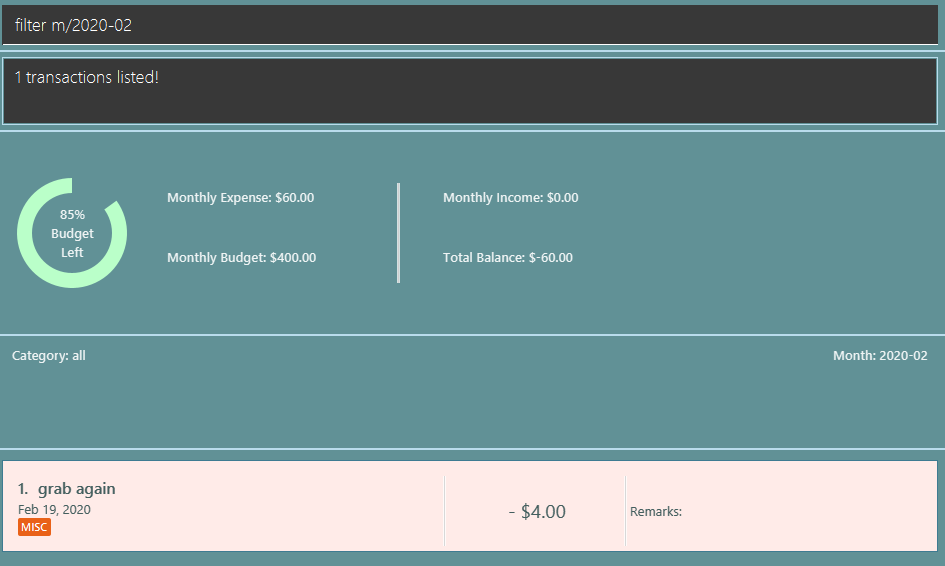 filter m/2020-02
1 transactions listed!
85%
Budget
Left
Monthly Expense: $60.00
Monthly Income: $0.00
Monthly Budget: $400.00
Total Balance: $-60.00
Category: all
Month: 2020-02
1. grab again
Feb 19, 2020
MISC
- $4.00
Remarks: